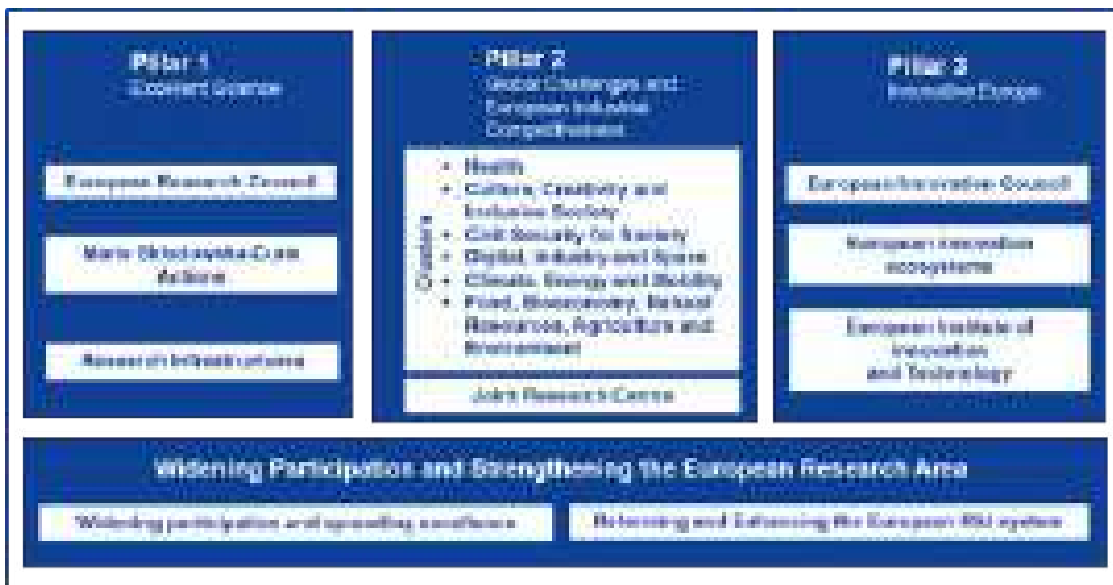 Pillar 1
Excellent Science
European Research Council
Marie Skłodowska-Curie
Actions
Research Infrastructures
Pillar 2
Global Challenges and
European Industrial
Competitiveness
Clusters
• Health
• Culture, Creativity and
Inclusive Society
• Civil Security for Society
• Digital, Industry and Space
• Climate, Energy and Mobility
• Food, Bioeconomy, Natural
Resources, Agriculture and
Environment
Joint Research Centre
Pillar 3
Innovative Europe
European Innovation Council
European innovation
ecosystems
European Institute of
Innovation
and Technology
Widening Participation and Strengthening the European Research Area
Widening participation and spreading excellence
Reforming and Enhancing the European R&I system